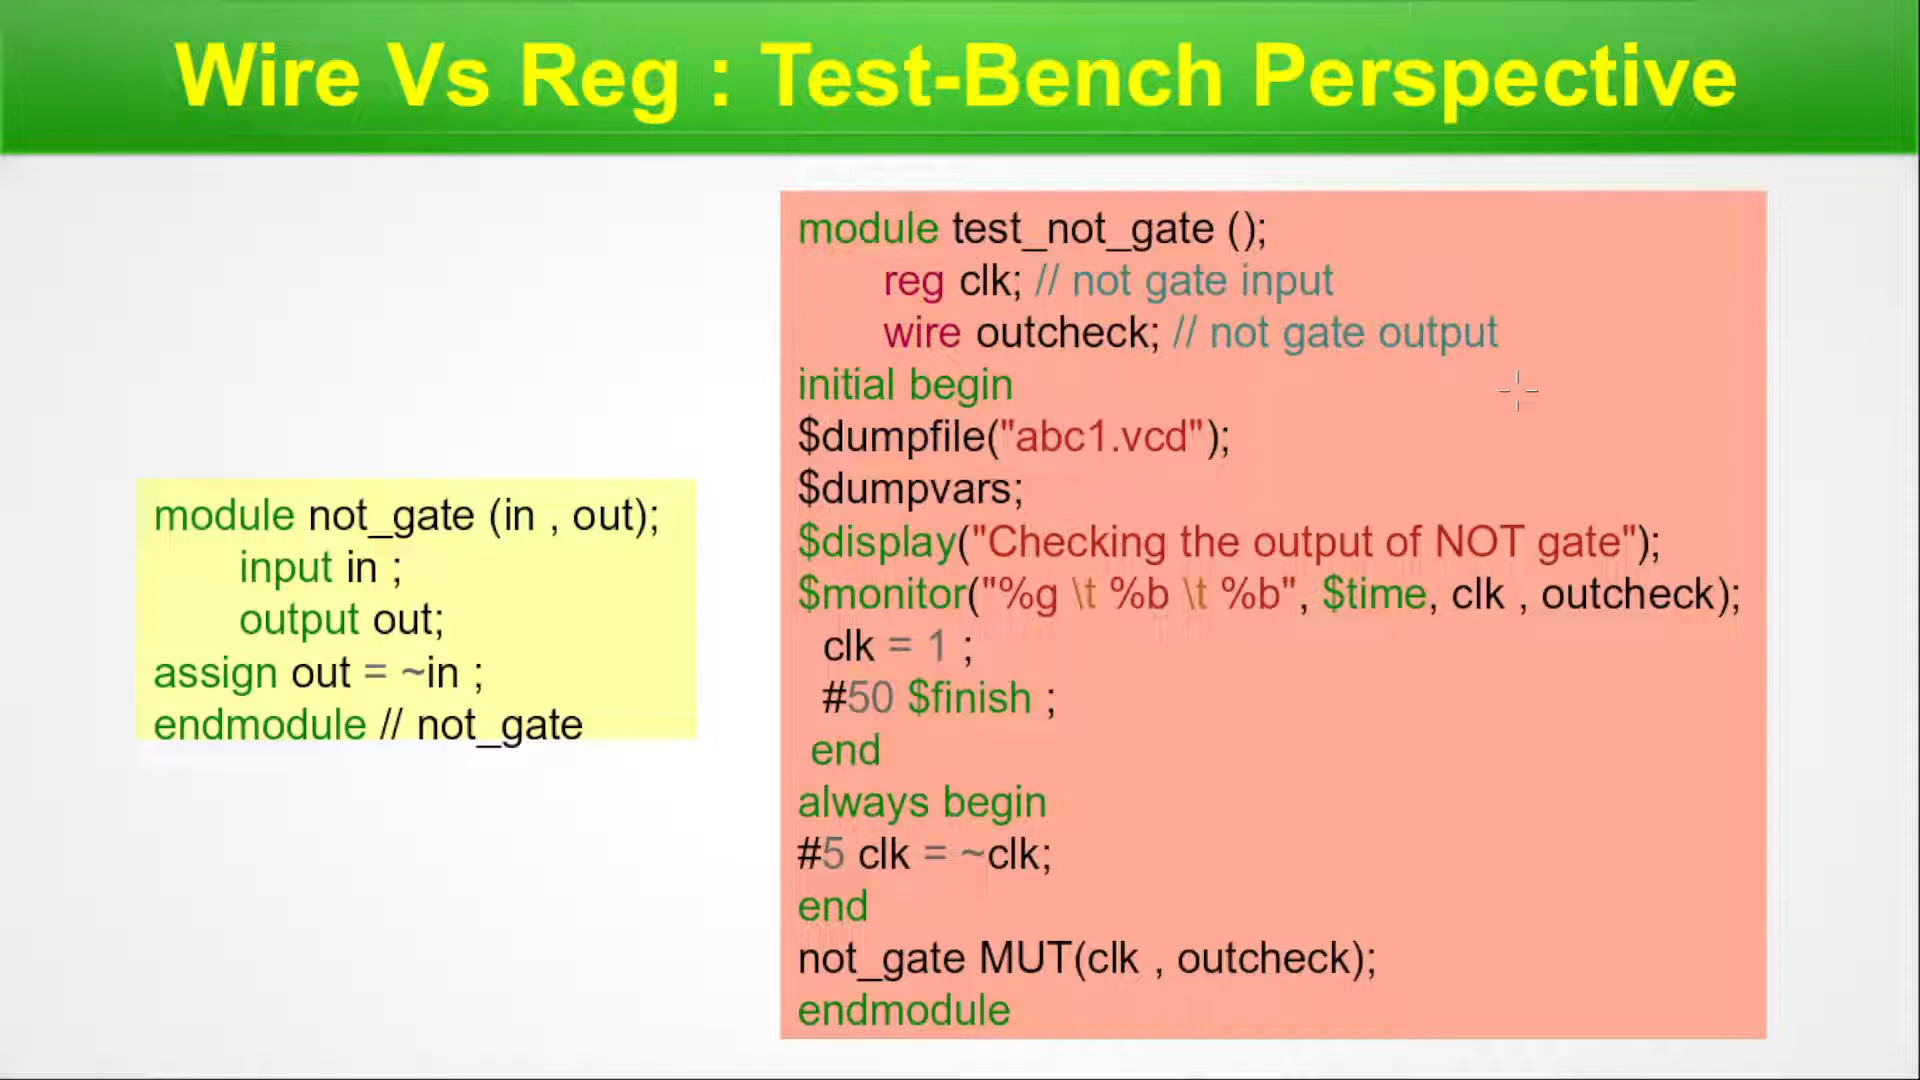 Wire Vs Reg : Test-Bench Perspective
module not_gate (in , out);
input in ;
output out;
assign out = ~in ;
endmodule // not_gate
module test_not_gate ();
reg clk; // not gate input
wire outcheck; // not gate output
initial begin
$dumpfile("abc1.vcd");
$dumpvars;
$display("Checking the output of NOT gate");
$monitor("%g \t %b \t %b", $time, clk , outcheck);
clk = 1 ;
#50 $finish ;
end
always begin
#5 clk = ~clk;
end
not_gate MUT(clk , outcheck);
endmodule